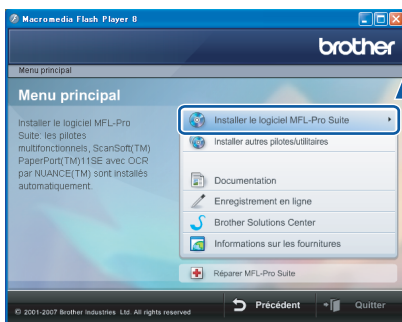 Macromedia Flash Player 8
brother
Menu principal
Menu principal
Installer le logiciel MFL-Pro
Suite: les pilotes
multifonctionnels, ScanSoft(TM)
PaperPort(TM)11SE avec OCR
par NUANCE(TM) sont installés
automatiquement.
Installer le logiciel MFL-Pro Suite
Installer autres pilotes/utilitaires
Documentation
Enregistrement en ligne
Brother Solutions Center
Informations sur les fournitures
Réparer MFL-Pro Suite
© 2001-2007 Brother Industries Ltd. All rights reserved
Précédent
Quitter